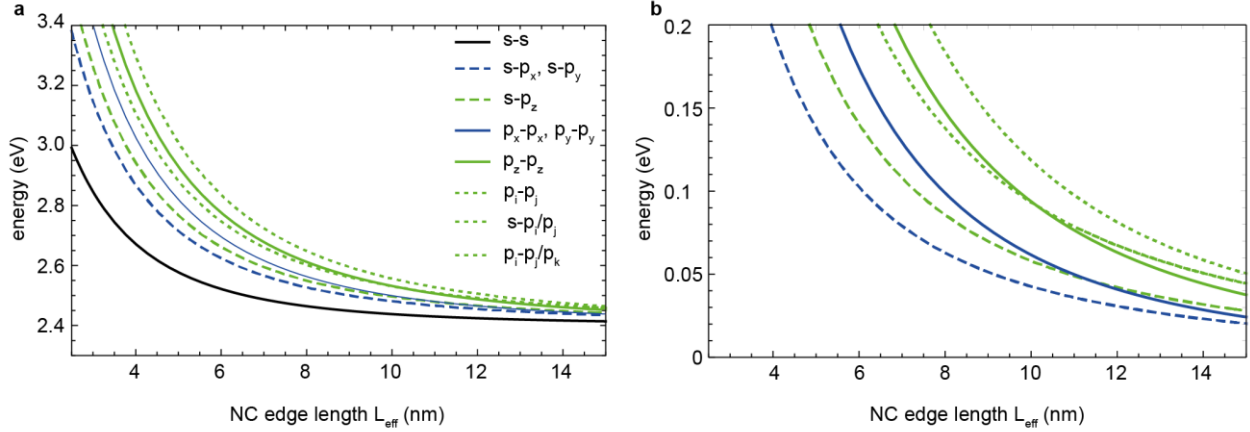 a
3.4
3.2
3.0
2.8
2.6
2.4
energy (eV)
s-s
s-px, s-py
s-pz
px-px, py-py
pz-pz
pi-pj
s-pi/pj
pi-pj/pk
4 6 8 10 12 14
NC edge length Leff (nm)
b
0.2
0.15
0.1
0.05
0
energy (eV)
4 6 8 10 12 14
NC edge length Leff (nm)